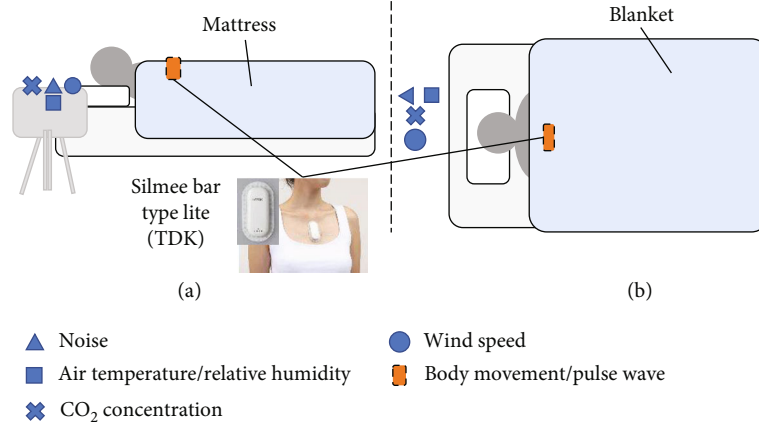 Mattress
Blanket
Silmee bar
type lite
(TDK)
(a)
(b)
Noise
Wind speed
Air temperature/relative humidity
Body movement/pulse wave
CO₂ concentration